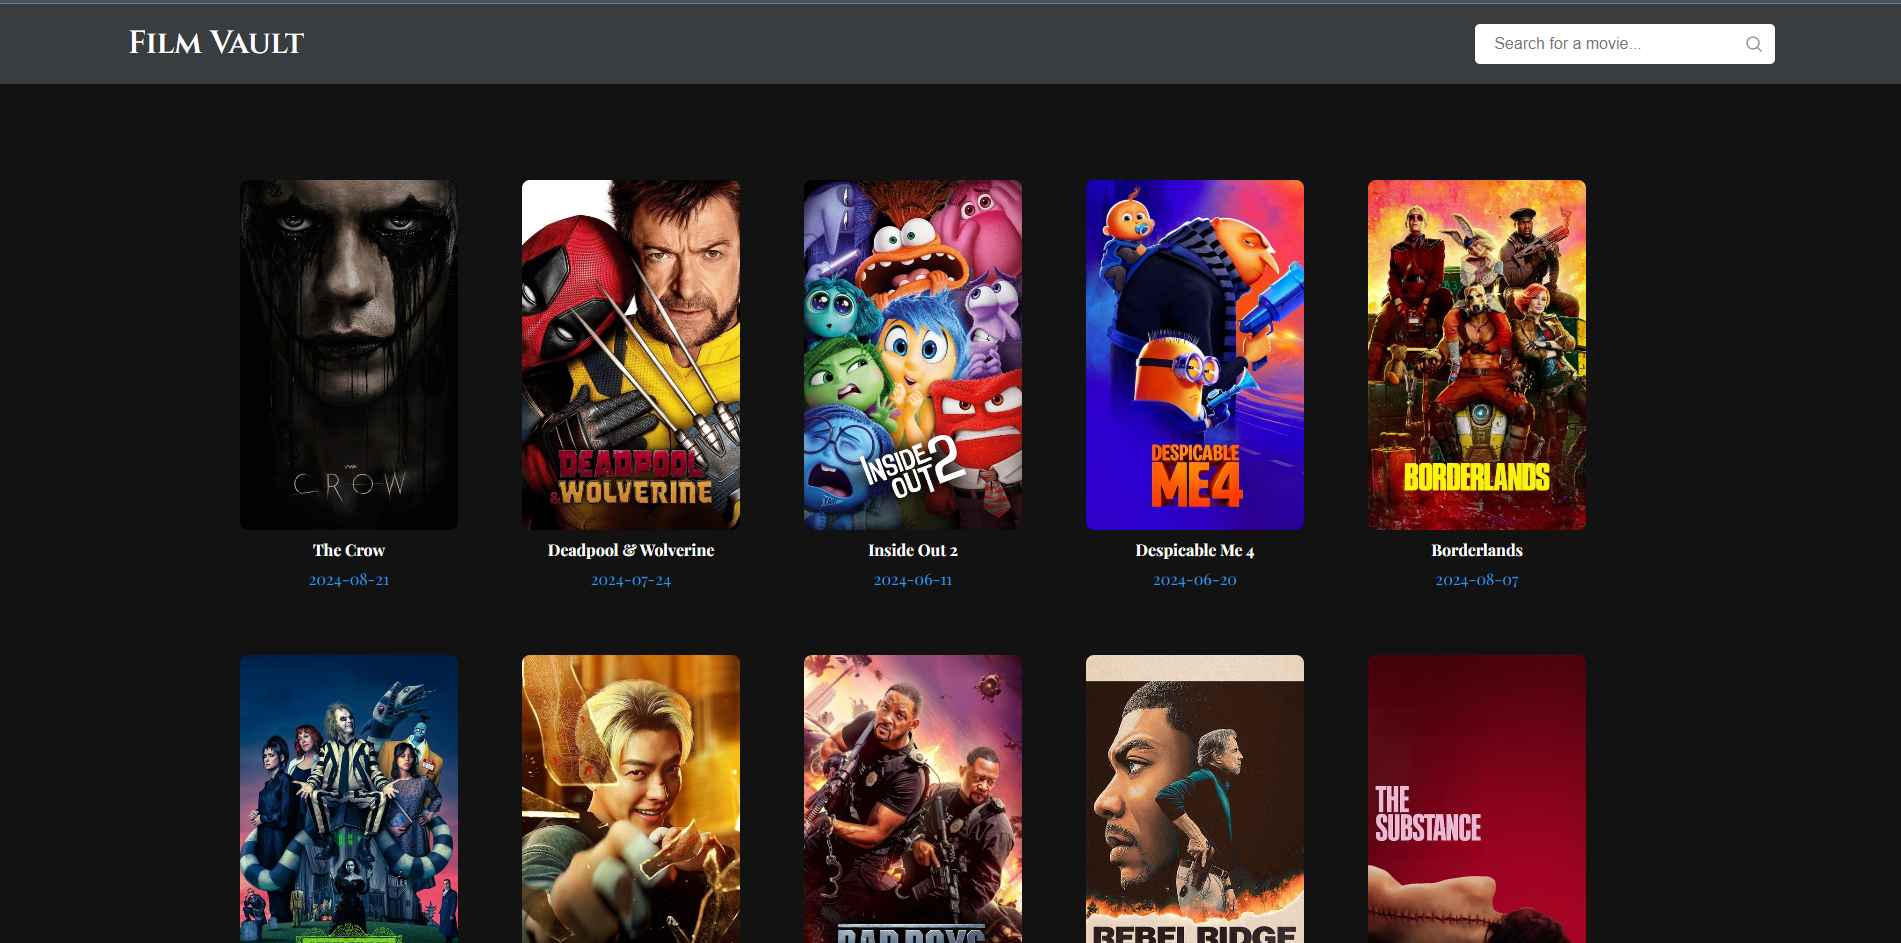 Film Vault
Search for a movie...
THE
CROW
DEADPOOL
& WOLVERINE
INSIDE
OUT 2
DESPICABLE
ME 4
BORDERLANDS
The Crow
Deadpool & Wolverine
Inside Out 2
Despicable Me 4
Borderlands
2024-08-21
2024-07-24
2024-06-11
2024-06-20
2024-08-07
THE
SUBSTANCE
BAD BOYS
REBEL RIDGE